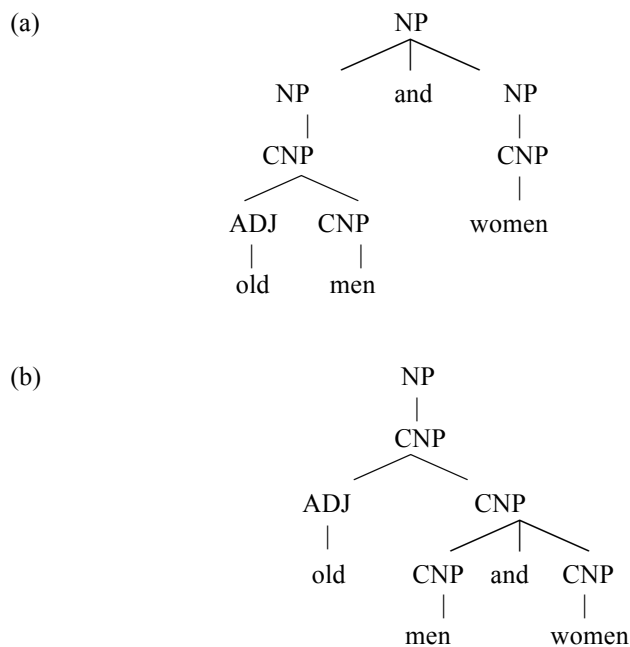 (a) NP
NP and NP
CNP CNP
ADJ CNP women
old men
(b) NP
CNP
ADJ CNP
old CNP and CNP
men women